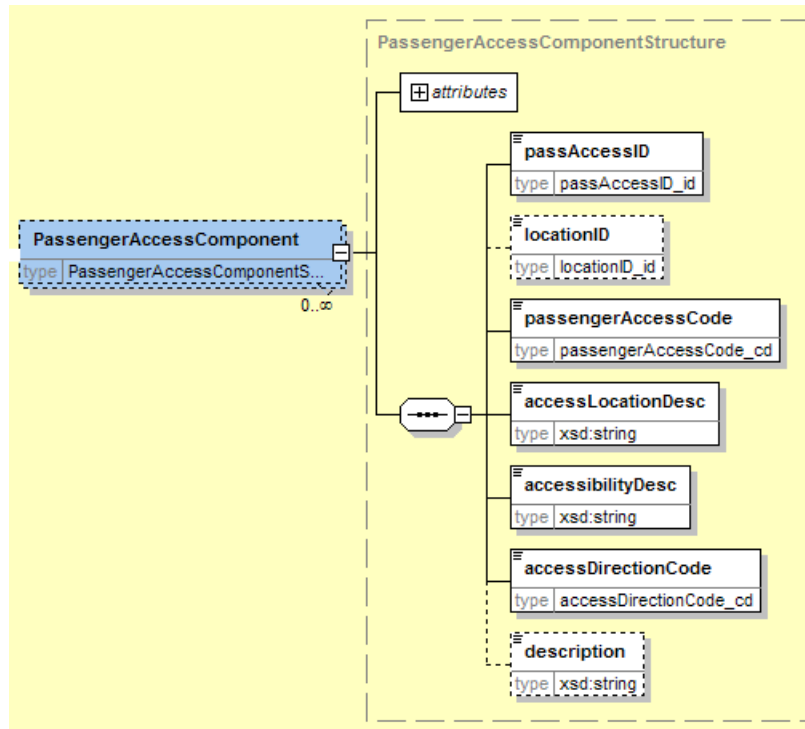 PassengerAccessComponentStructure
attributes
passAccessID
type passAccessID_id
locationID
type locationID_id
PassengerAccessComponent
type PassengerAccessComponentS...
0..∞
passengerAccessCode
type passengerAccessCode_cd
accessLocationDesc
type xsd:string
accessibilityDesc
type xsd:string
accessDirectionCode
type accessDirectionCode_cd
description
type xsd:string